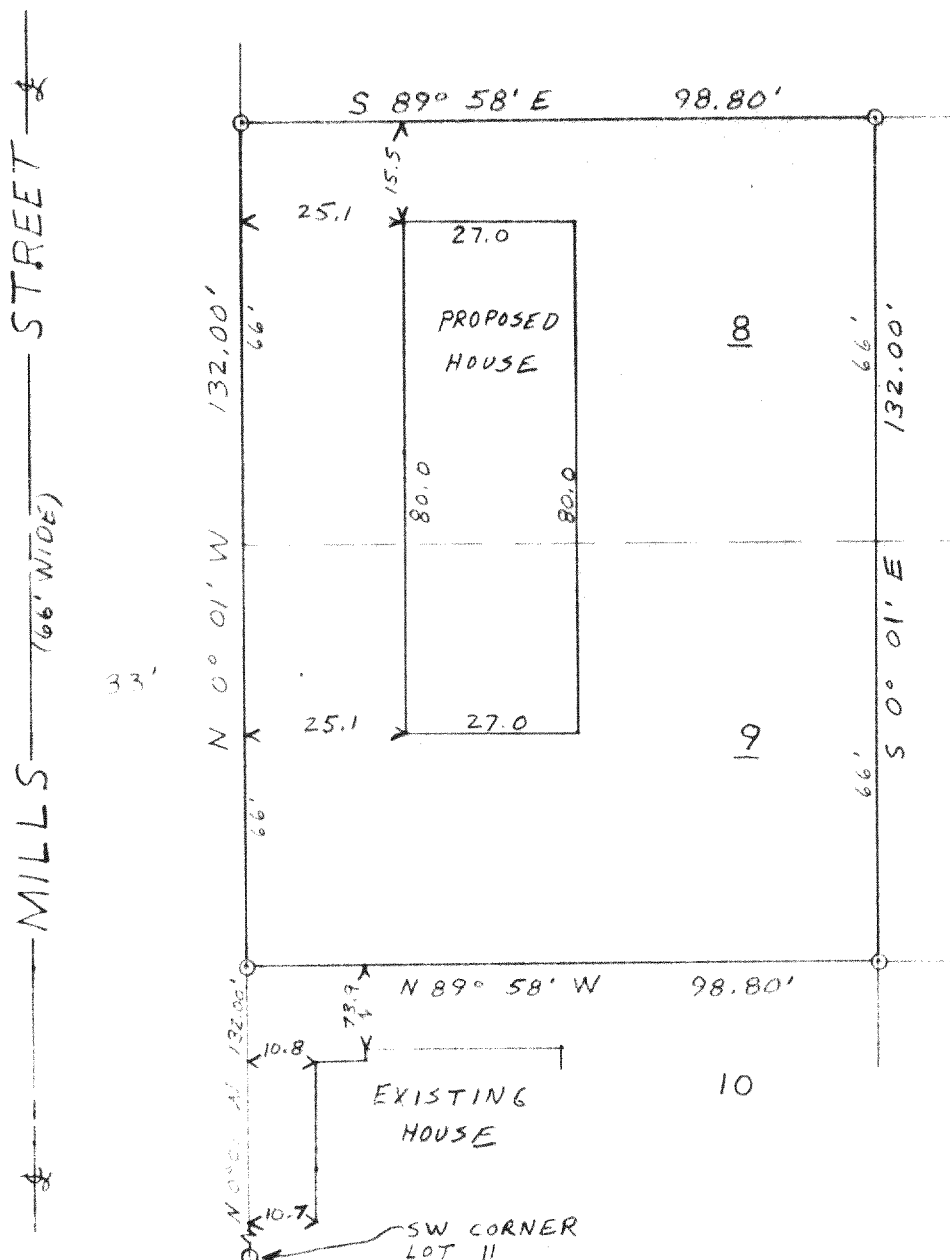 S 89° 58' E 98.80'
15.5
25.1
27.0
PROPOSED
HOUSE
8
66'
132.00'
66'
132.00'
MILLS STREET
(66' WIDE)
80.0
80.0
N 0° 01' W
S 0° 01' E
33'
25.1
27.0
9
66'
66'
N 89° 58' W 98.80'
132.00'
10.8
EXISTING
HOUSE
10
10.7
SW CORNER
LOT 11